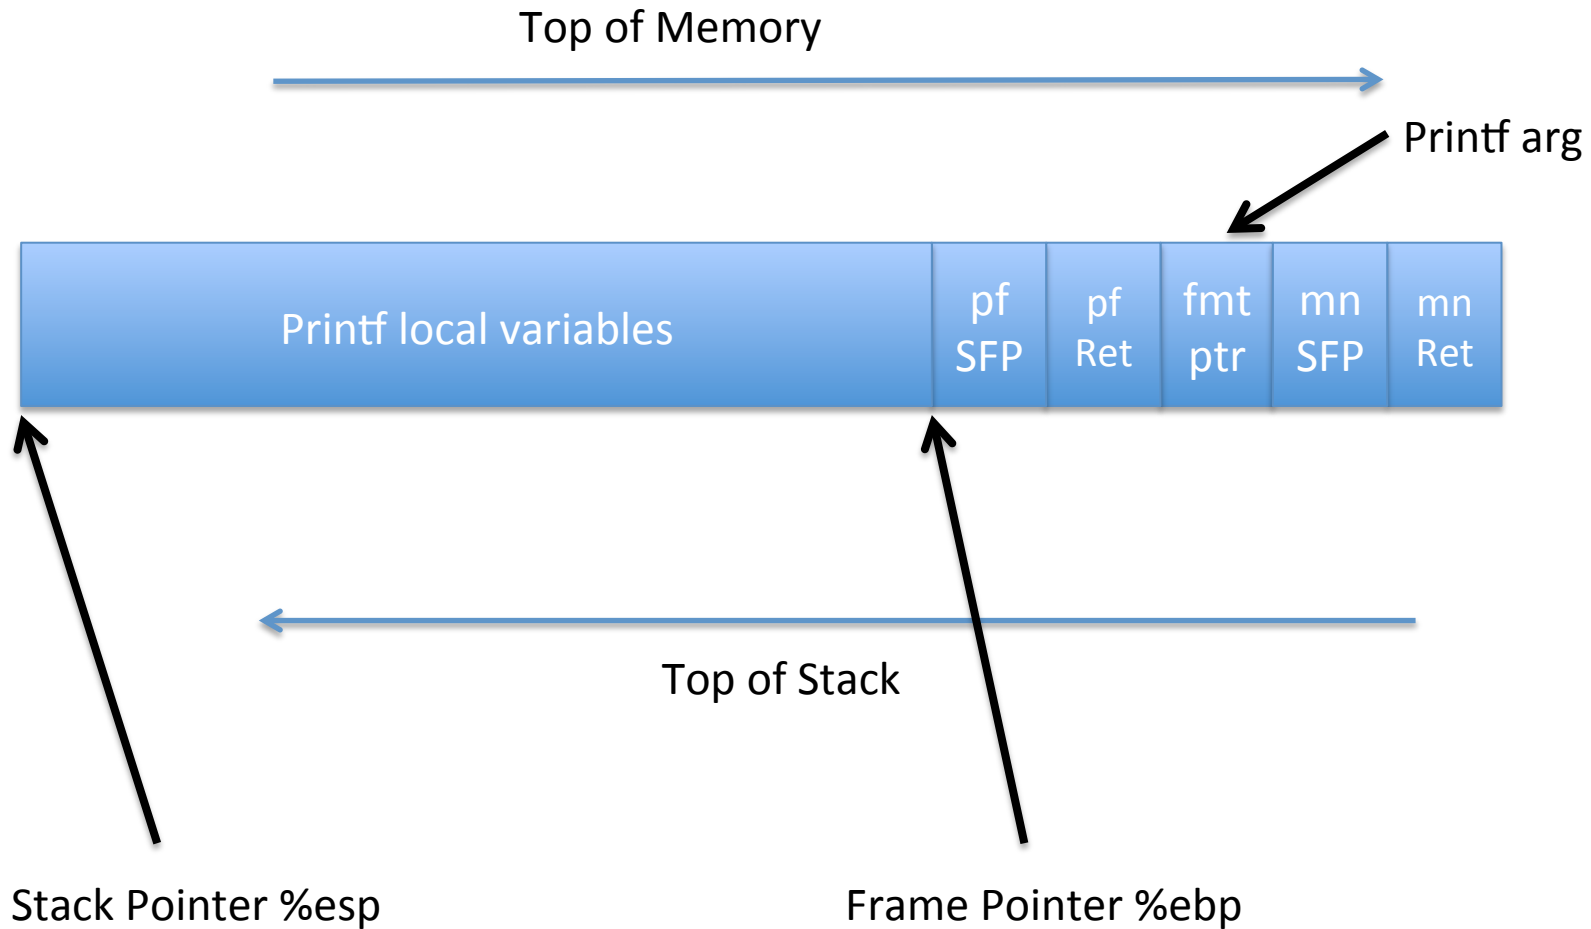 Top of Memory
Printf arg
Printf local variables
pf
SFP
pf
Ret
fmt
ptr
mn
SFP
mn
Ret
Top of Stack
Stack Pointer %esp
Frame Pointer %ebp